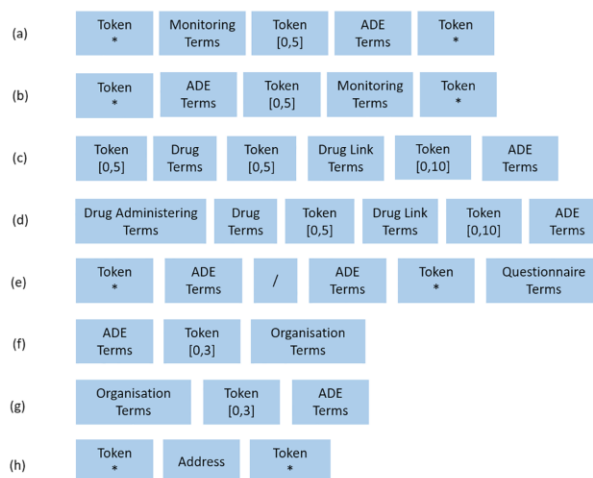 (a) Token Monitoring Token ADE Token
* Terms [0,5] Terms *
(b) Token ADE Token Monitoring Token
* Terms [0,5] Terms *
(c) Token Drug Token Drug Link Token ADE
[0,5] Terms [0,5] Terms [0,10] Terms
(d) Drug Administering Drug Token Drug Link Token ADE
Terms Terms [0,5] Terms [0,10] Terms
(e) Token ADE / ADE Token Questionnaire
* Terms Terms * Terms
(f) ADE Token Organisation
Terms [0,3] Terms
(g) Organisation Token ADE
Terms [0,3] Terms
(h) Token Address Token
* *